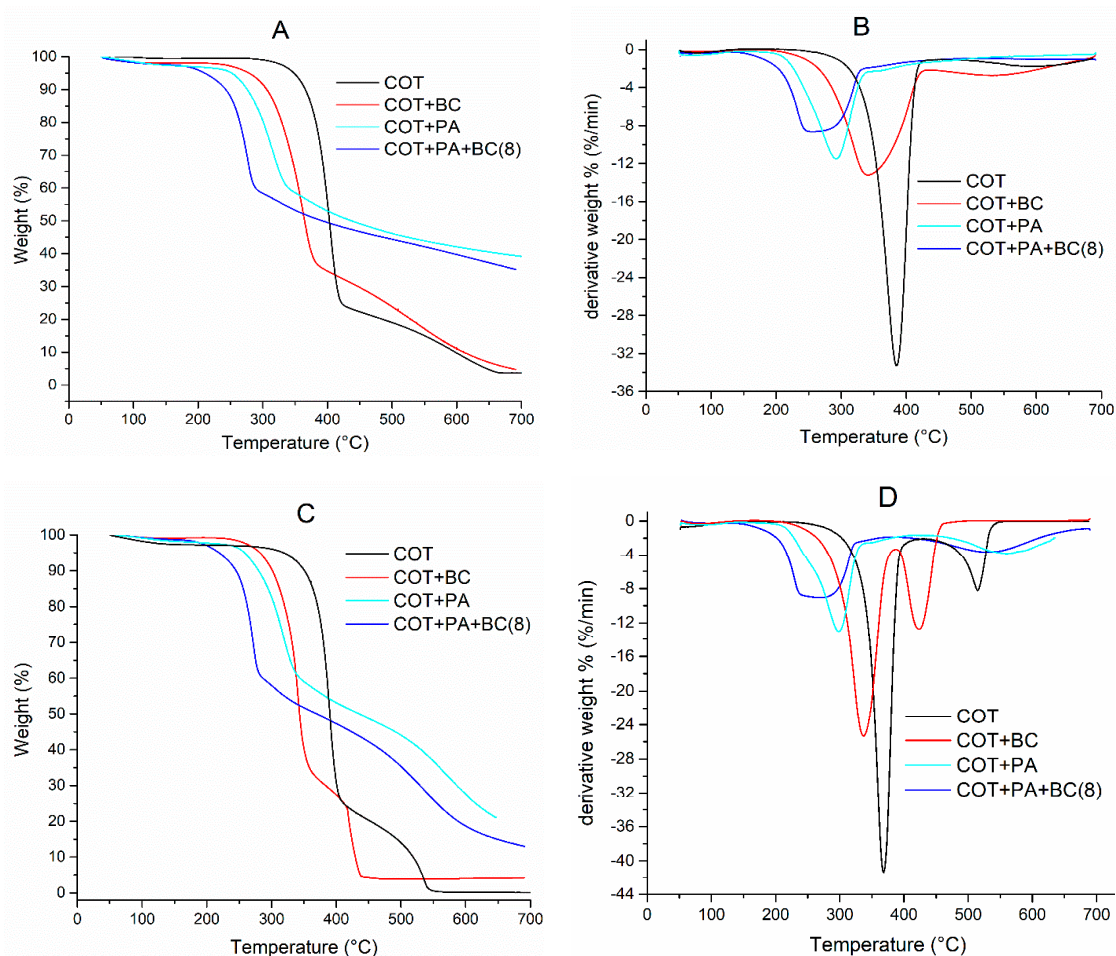 A
100
90
80
70
60
50
40
30
20
10
0
Weight (%)
COT
COT+BC
COT+PA
COT+PA+BC(8)
0 100 200 300 400 500 600 700
Temperature (°C)
B
0
-4
-8
-12
-16
-20
-24
-28
-32
-36
derivative weight % (%/min)
COT
COT+BC
COT+PA
COT+PA+BC(8)
0 100 200 300 400 500 600 700
Temperature (°C)
C
100
90
80
70
60
50
40
30
20
10
0
Weight (%)
COT
COT+BC
COT+PA
COT+PA+BC(8)
0 100 200 300 400 500 600 700
Temperature (°C)
D
0
-4
-8
-12
-16
-20
-24
-28
-32
-36
-40
-44
derivative weight % (%/min)
COT
COT+BC
COT+PA
COT+PA+BC(8)
0 100 200 300 400 500 600 700
Temperature (°C)